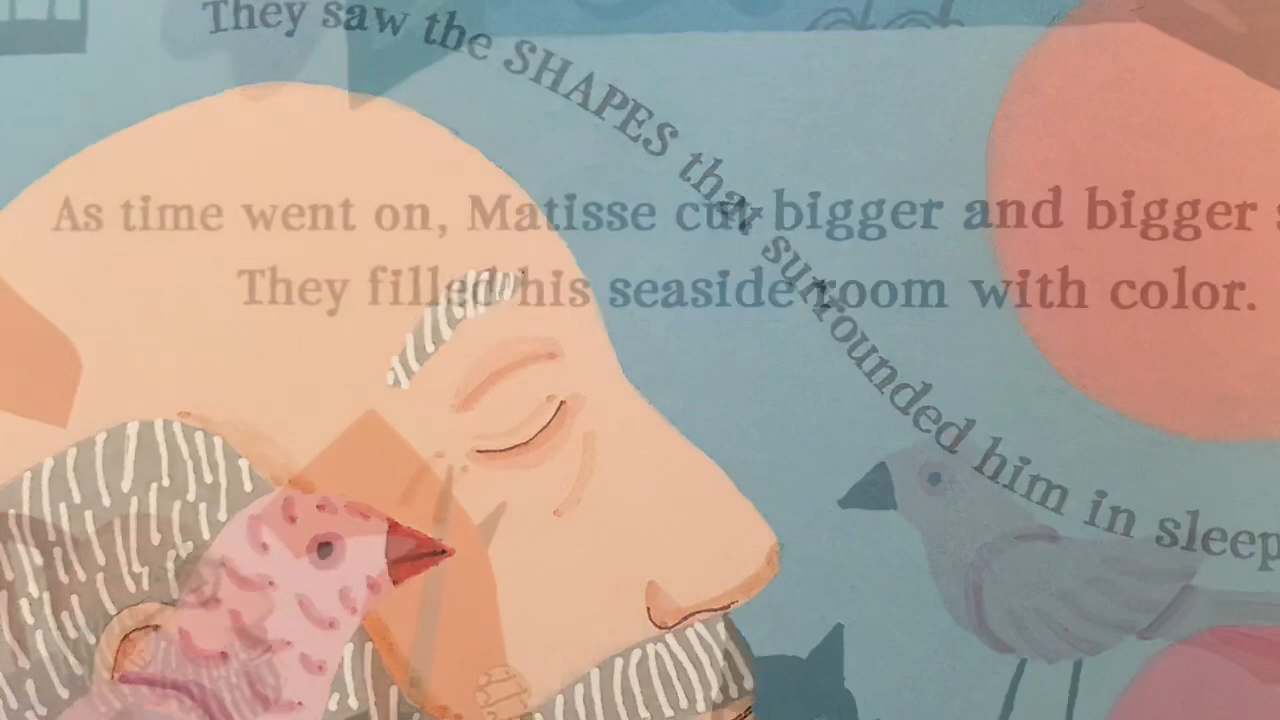 They saw the SHAPES that surrounded him in sleep
As time went on, Matisse cut bigger and bigger
They filled his seaside room with color.